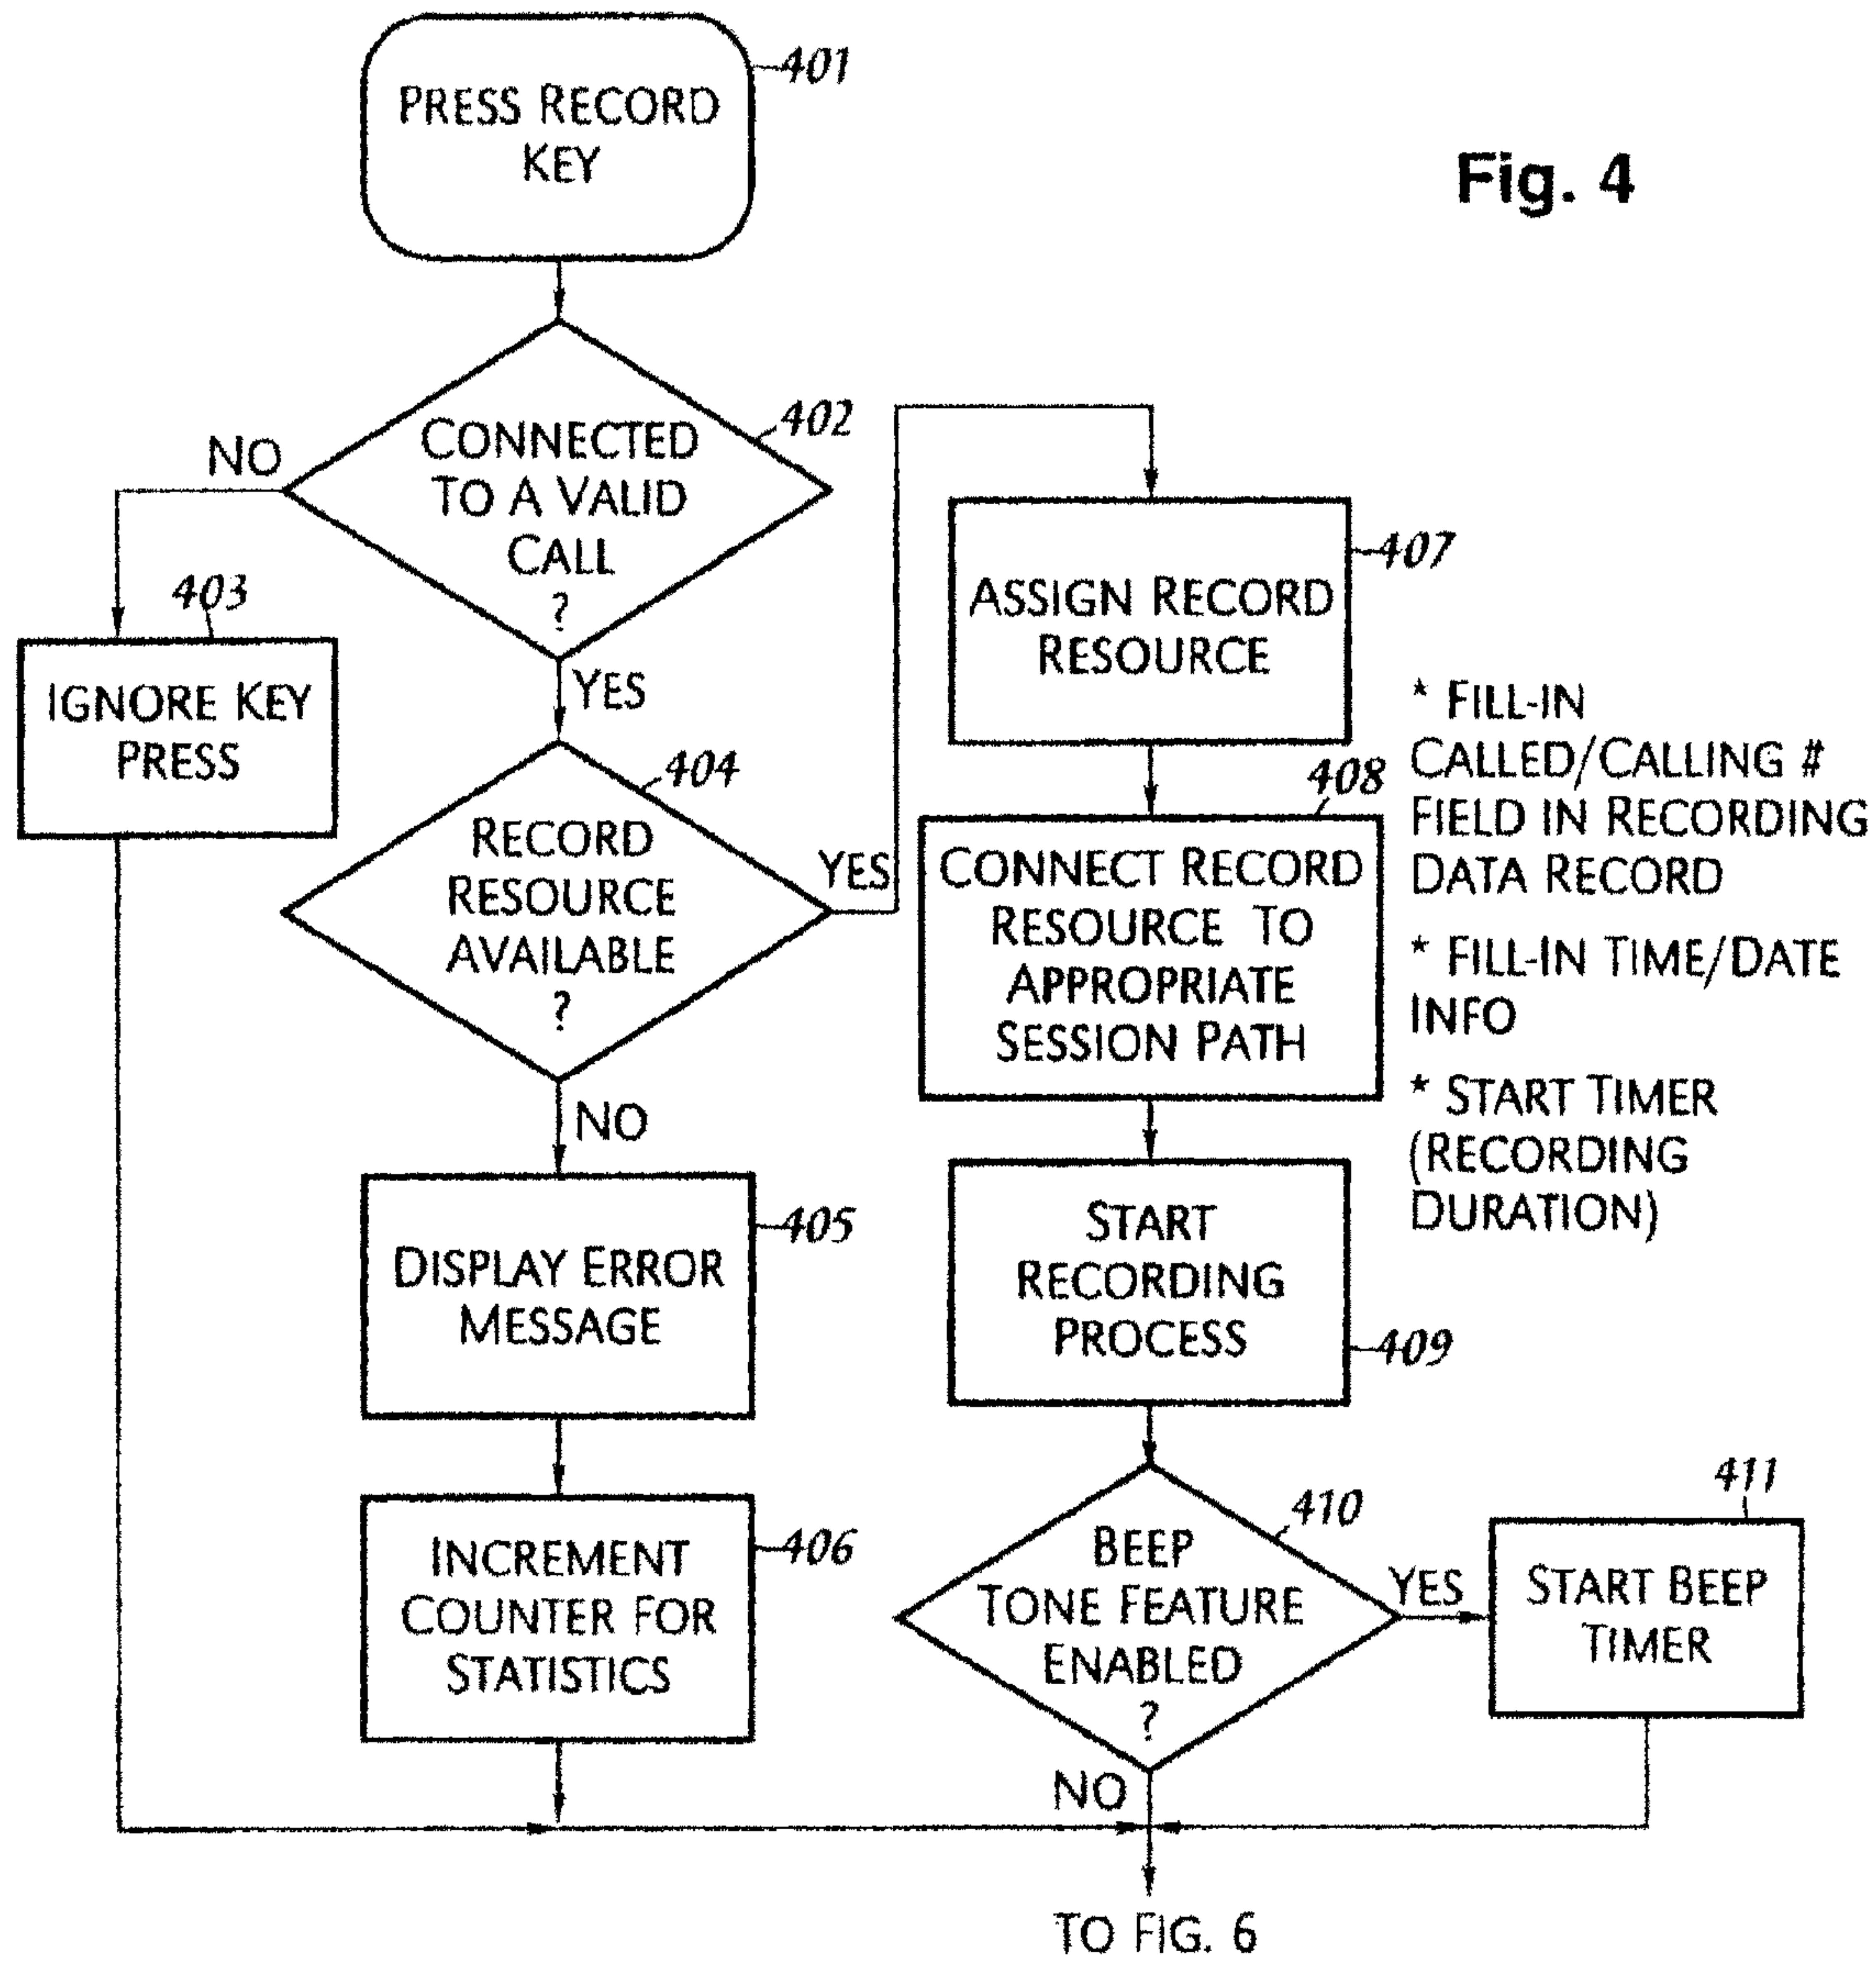 PRESS RECORD
KEY
401
Fig. 4
CONNECTED
TO A VALID
CALL
?
402
NO
YES
403
IGNORE KEY
PRESS
RECORD
RESOURCE
AVAILABLE
?
404
YES
NO
DISPLAY ERROR
MESSAGE
405
INCREMENT
COUNTER FOR
STATISTICS
406
ASSIGN RECORD
RESOURCE
407
408
CONNECT RECORD
RESOURCE TO
APPROPRIATE
SESSION PATH
* FILL-IN
CALLED/CALLING #
FIELD IN RECORDING
DATA RECORD
* FILL-IN TIME/DATE
INFO
* START TIMER
(RECORDING
DURATION)
START
RECORDING
PROCESS
409
BEEP
TONE FEATURE
ENABLED
?
410
YES
NO
411
START BEEP
TIMER
TO FIG. 6